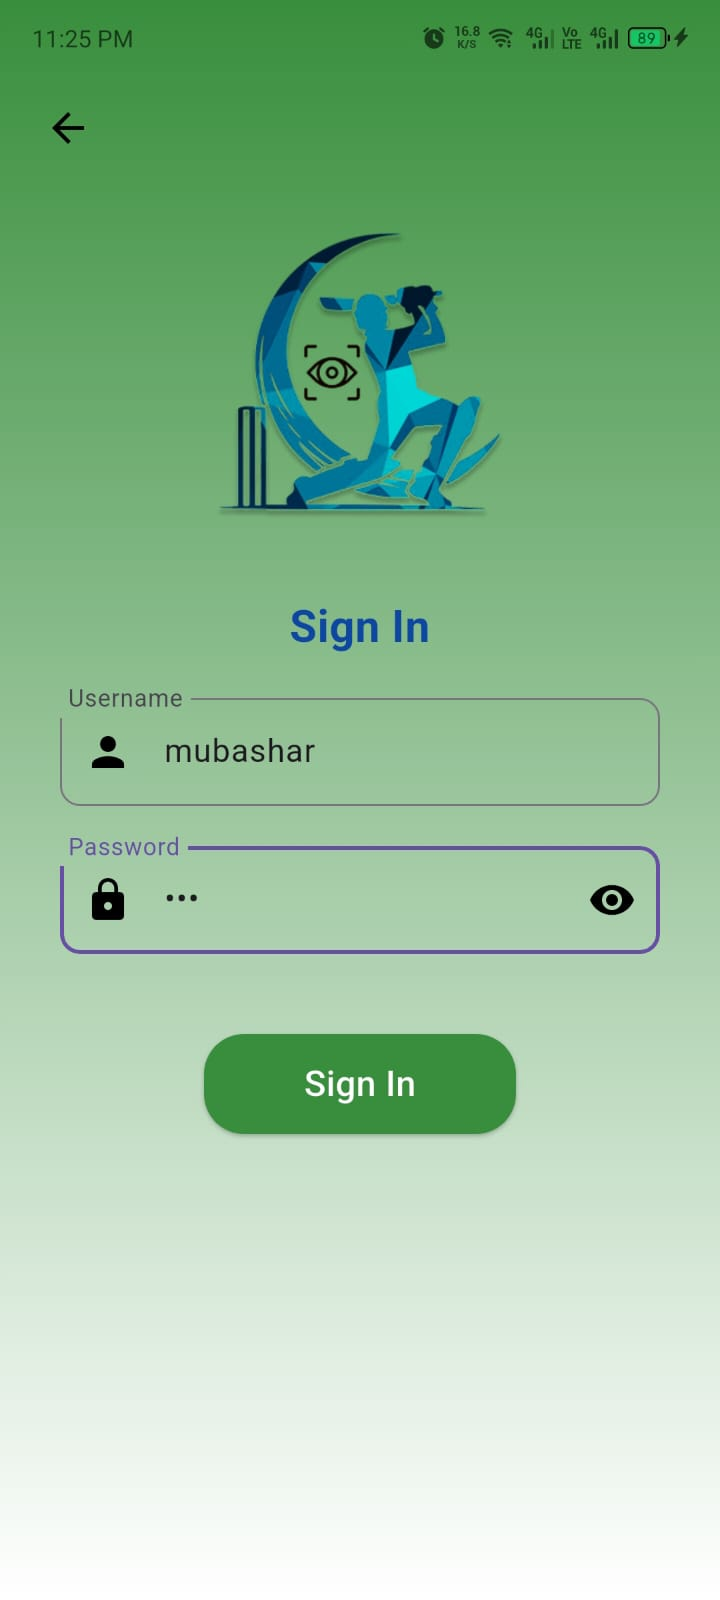 11:25 PM 16.8 K/S 4G Vo LTE 4G 89
Sign In
Username
mubashar
Password
•••
Sign In